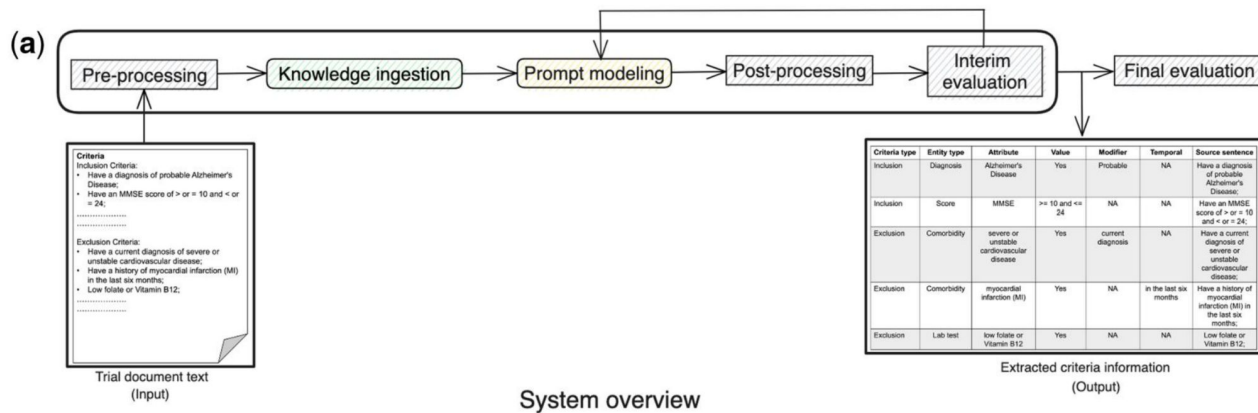 (a)
Pre-processing
Knowledge ingestion
Prompt modeling
Post-processing
Interim
evaluation
Final evaluation
Criteria
Inclusion Criteria:
• Have a diagnosis of probable Alzheimer's
Disease;
• Have an MMSE score of > or = 10 and < or
= 24;
....................
....................
Exclusion Criteria:
• Have a current diagnosis of severe or
unstable cardiovascular disease;
• Have a history of myocardial infarction (MI)
in the last six months;
• Low folate or Vitamin B12;
....................
....................
Trial document text
(Input)
Criteria type Entity type Attribute Value Modifier Temporal Source sentence
Inclusion Diagnosis Alzheimer's Disease Yes Probable NA Have a diagnosis of probable Alzheimer's Disease;
Inclusion Score MMSE >= 10 and <= 24 NA NA Have an MMSE score of > or = 10 and < or = 24;
Exclusion Comorbidity severe or unstable cardiovascular disease Yes current diagnosis NA Have a current diagnosis of severe or unstable cardiovascular disease;
Exclusion Comorbidity myocardial infarction (MI) Yes NA in the last six months Have a history of myocardial infarction (MI) in the last six months;
Exclusion Lab test low folate or Vitamin B12 Yes NA NA Low folate or Vitamin B12;
Extracted criteria information
(Output)
System overview